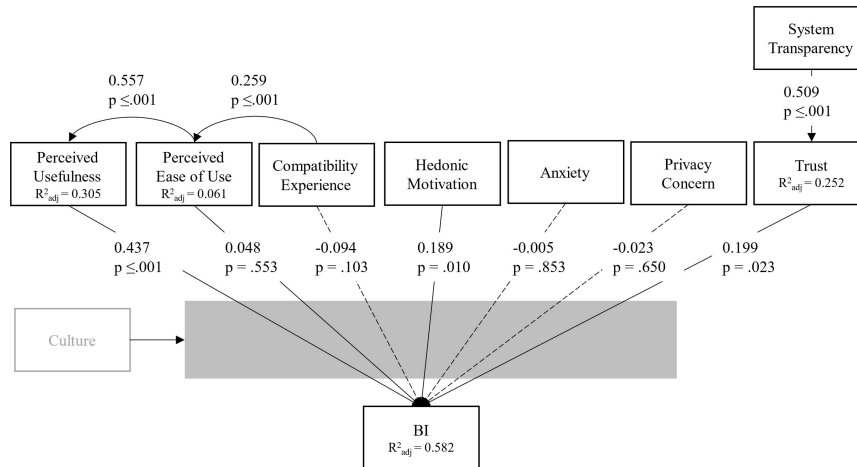 System
Transparency
0.557
p ≤.001
0.259
p ≤.001
0.509
p ≤.001
Perceived
Usefulness
R²adj = 0.305
Perceived
Ease of Use
R²adj = 0.061
Compatibility
Experience
Hedonic
Motivation
Anxiety
Privacy
Concern
Trust
R²adj = 0.252
0.437
p ≤.001
0.048
p = .553
-0.094
p = .103
0.189
p = .010
-0.005
p = .853
-0.023
p = .650
0.199
p = .023
Culture
BI
R²adj = 0.582